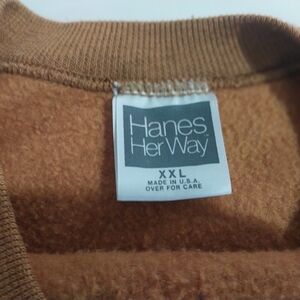 Hanes
Her Way
XXL
MADE IN U.S.A.
OVER FOR CARE